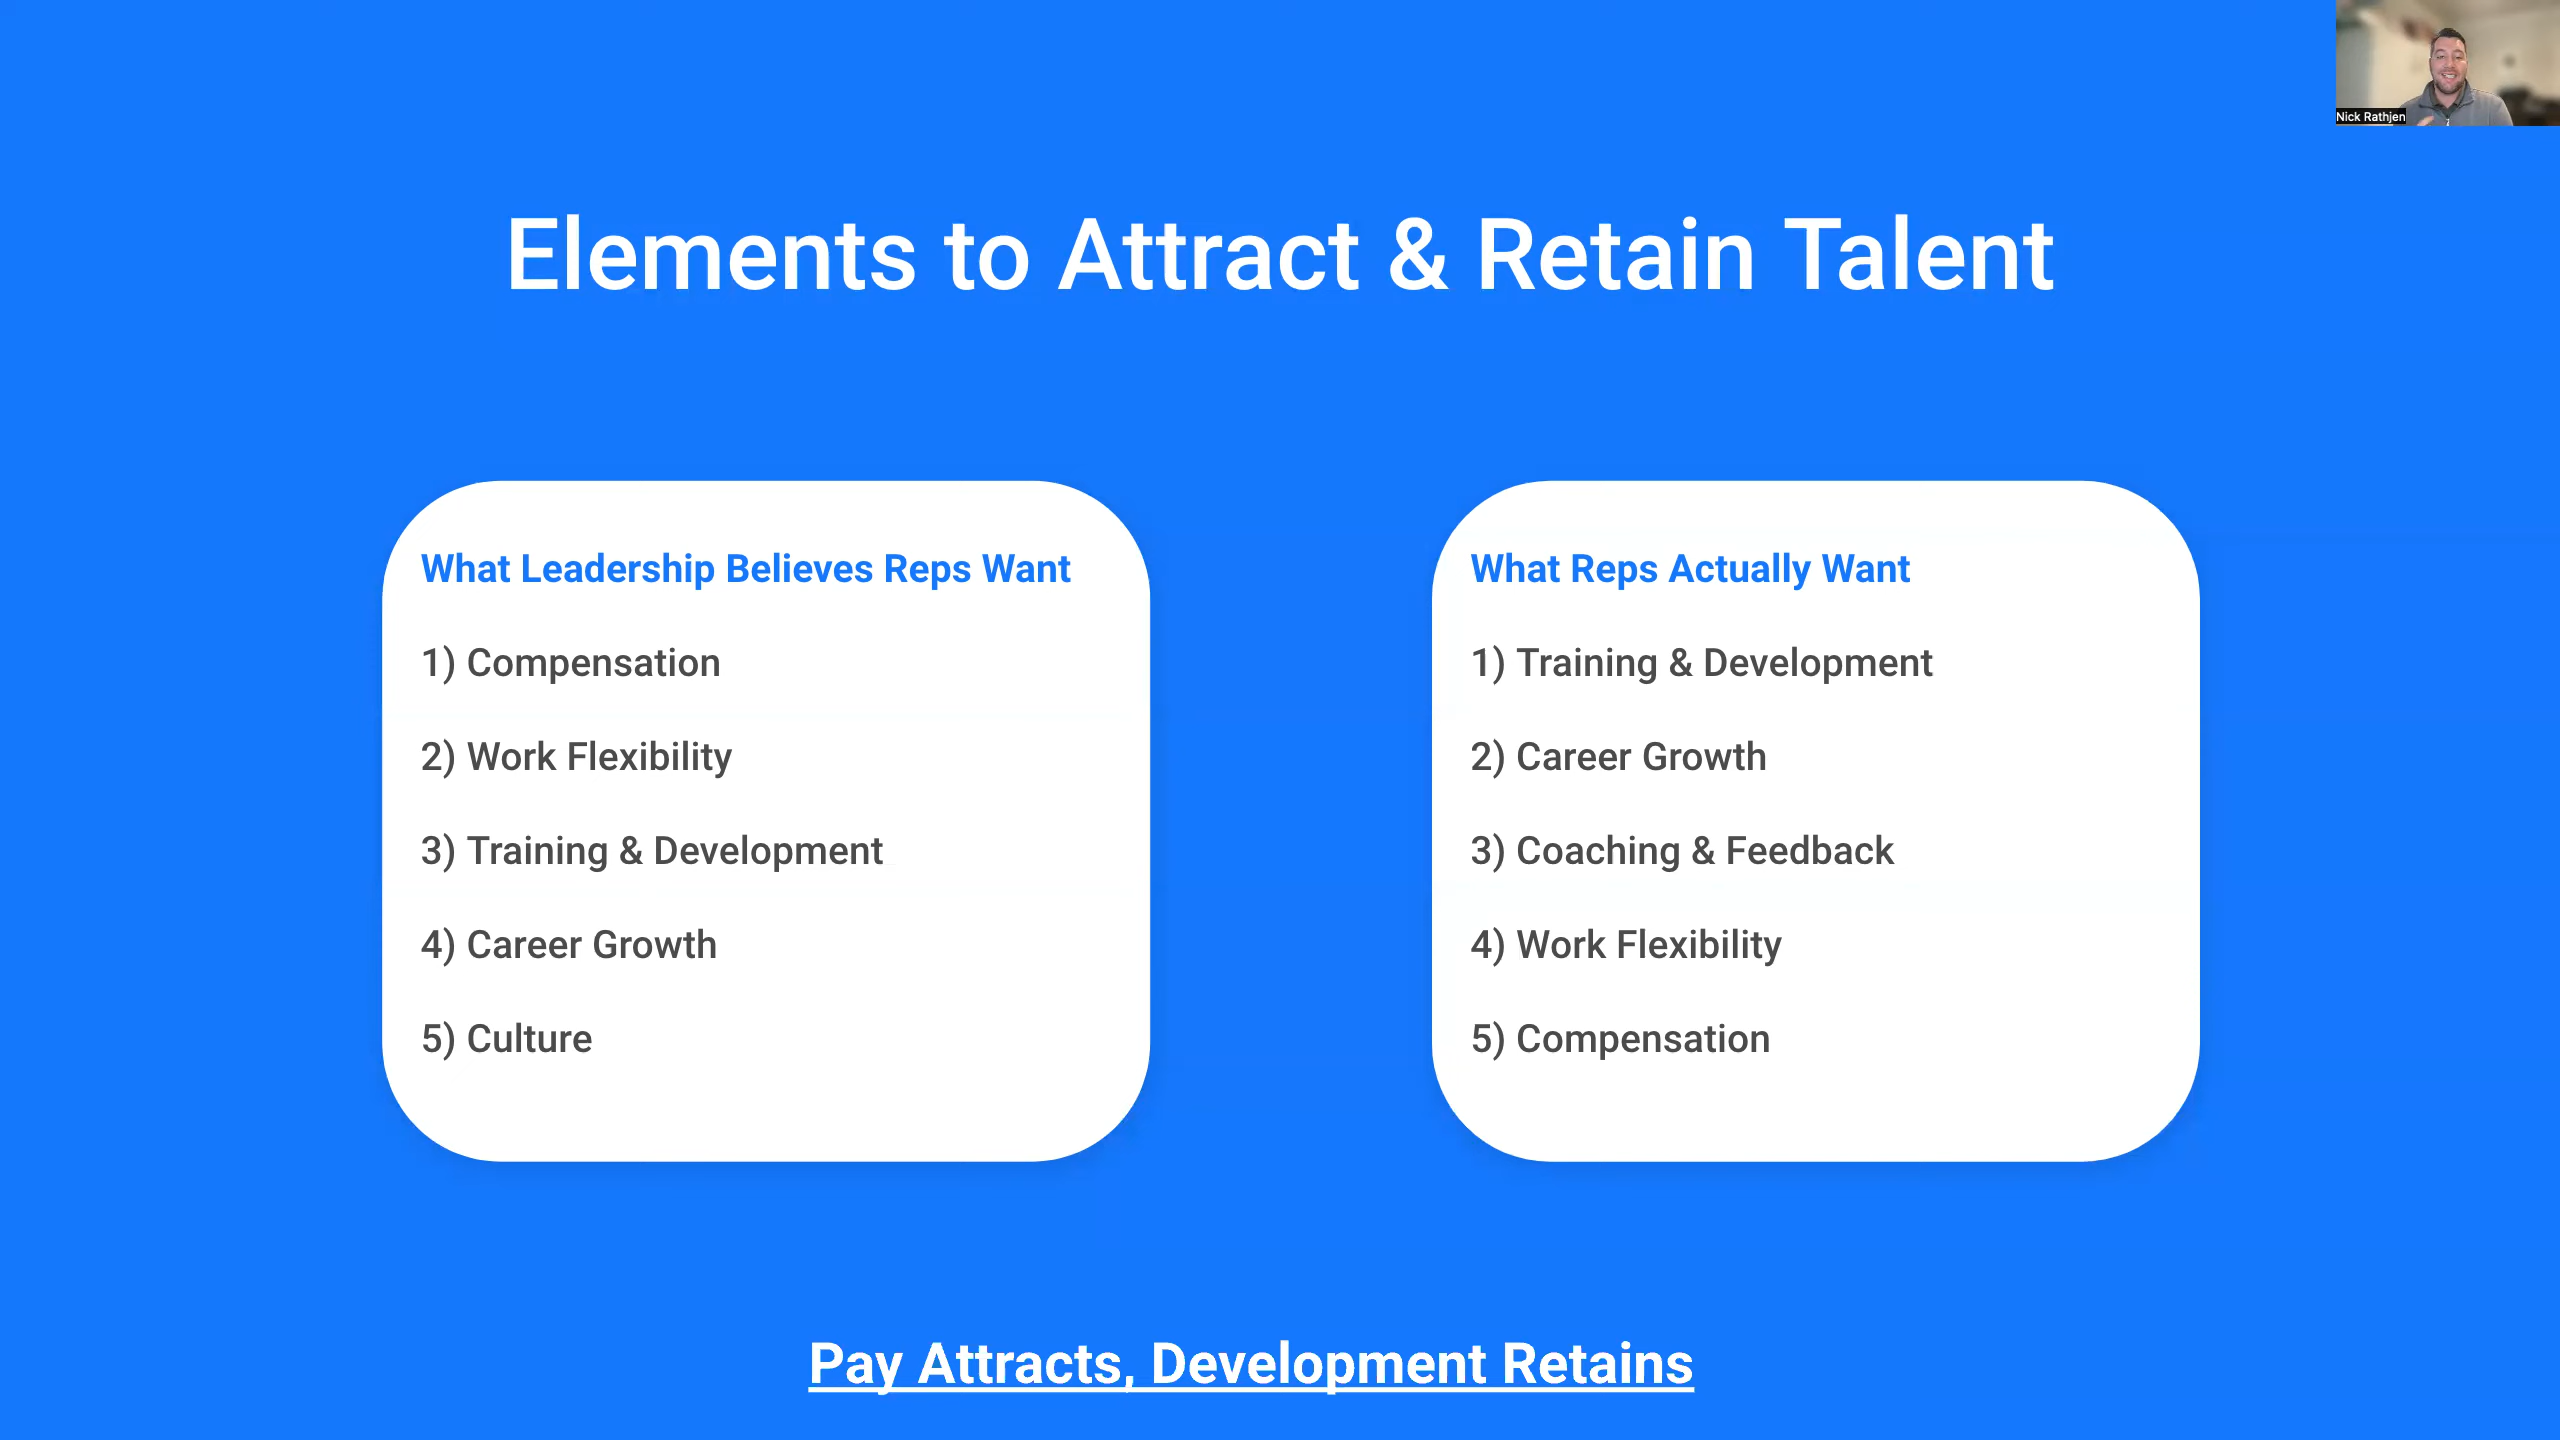 Nick Rathjen
Elements to Attract & Retain Talent
What Leadership Believes Reps Want
1) Compensation
2) Work Flexibility
3) Training & Development
4) Career Growth
5) Culture
What Reps Actually Want
1) Training & Development
2) Career Growth
3) Coaching & Feedback
4) Work Flexibility
5) Compensation
Pay Attracts, Development Retains